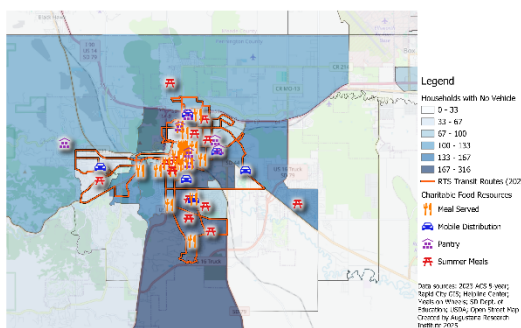 Legend
Households with No Vehicle
0 - 33
33 - 67
67 - 100
100 - 133
133 - 167
167 - 316
RTS Transit Routes (202
Charitable Food Resources
Meal Served
Mobile Distribution
Pantry
Summer Meals
Data sources: 2023 ACS 5-year;
Rapid City GIS; Helpline Center;
Meals on Wheels; SD Dept. of
Education; USDA; Open Street Map
Created by Augustana Research
Institute 2025